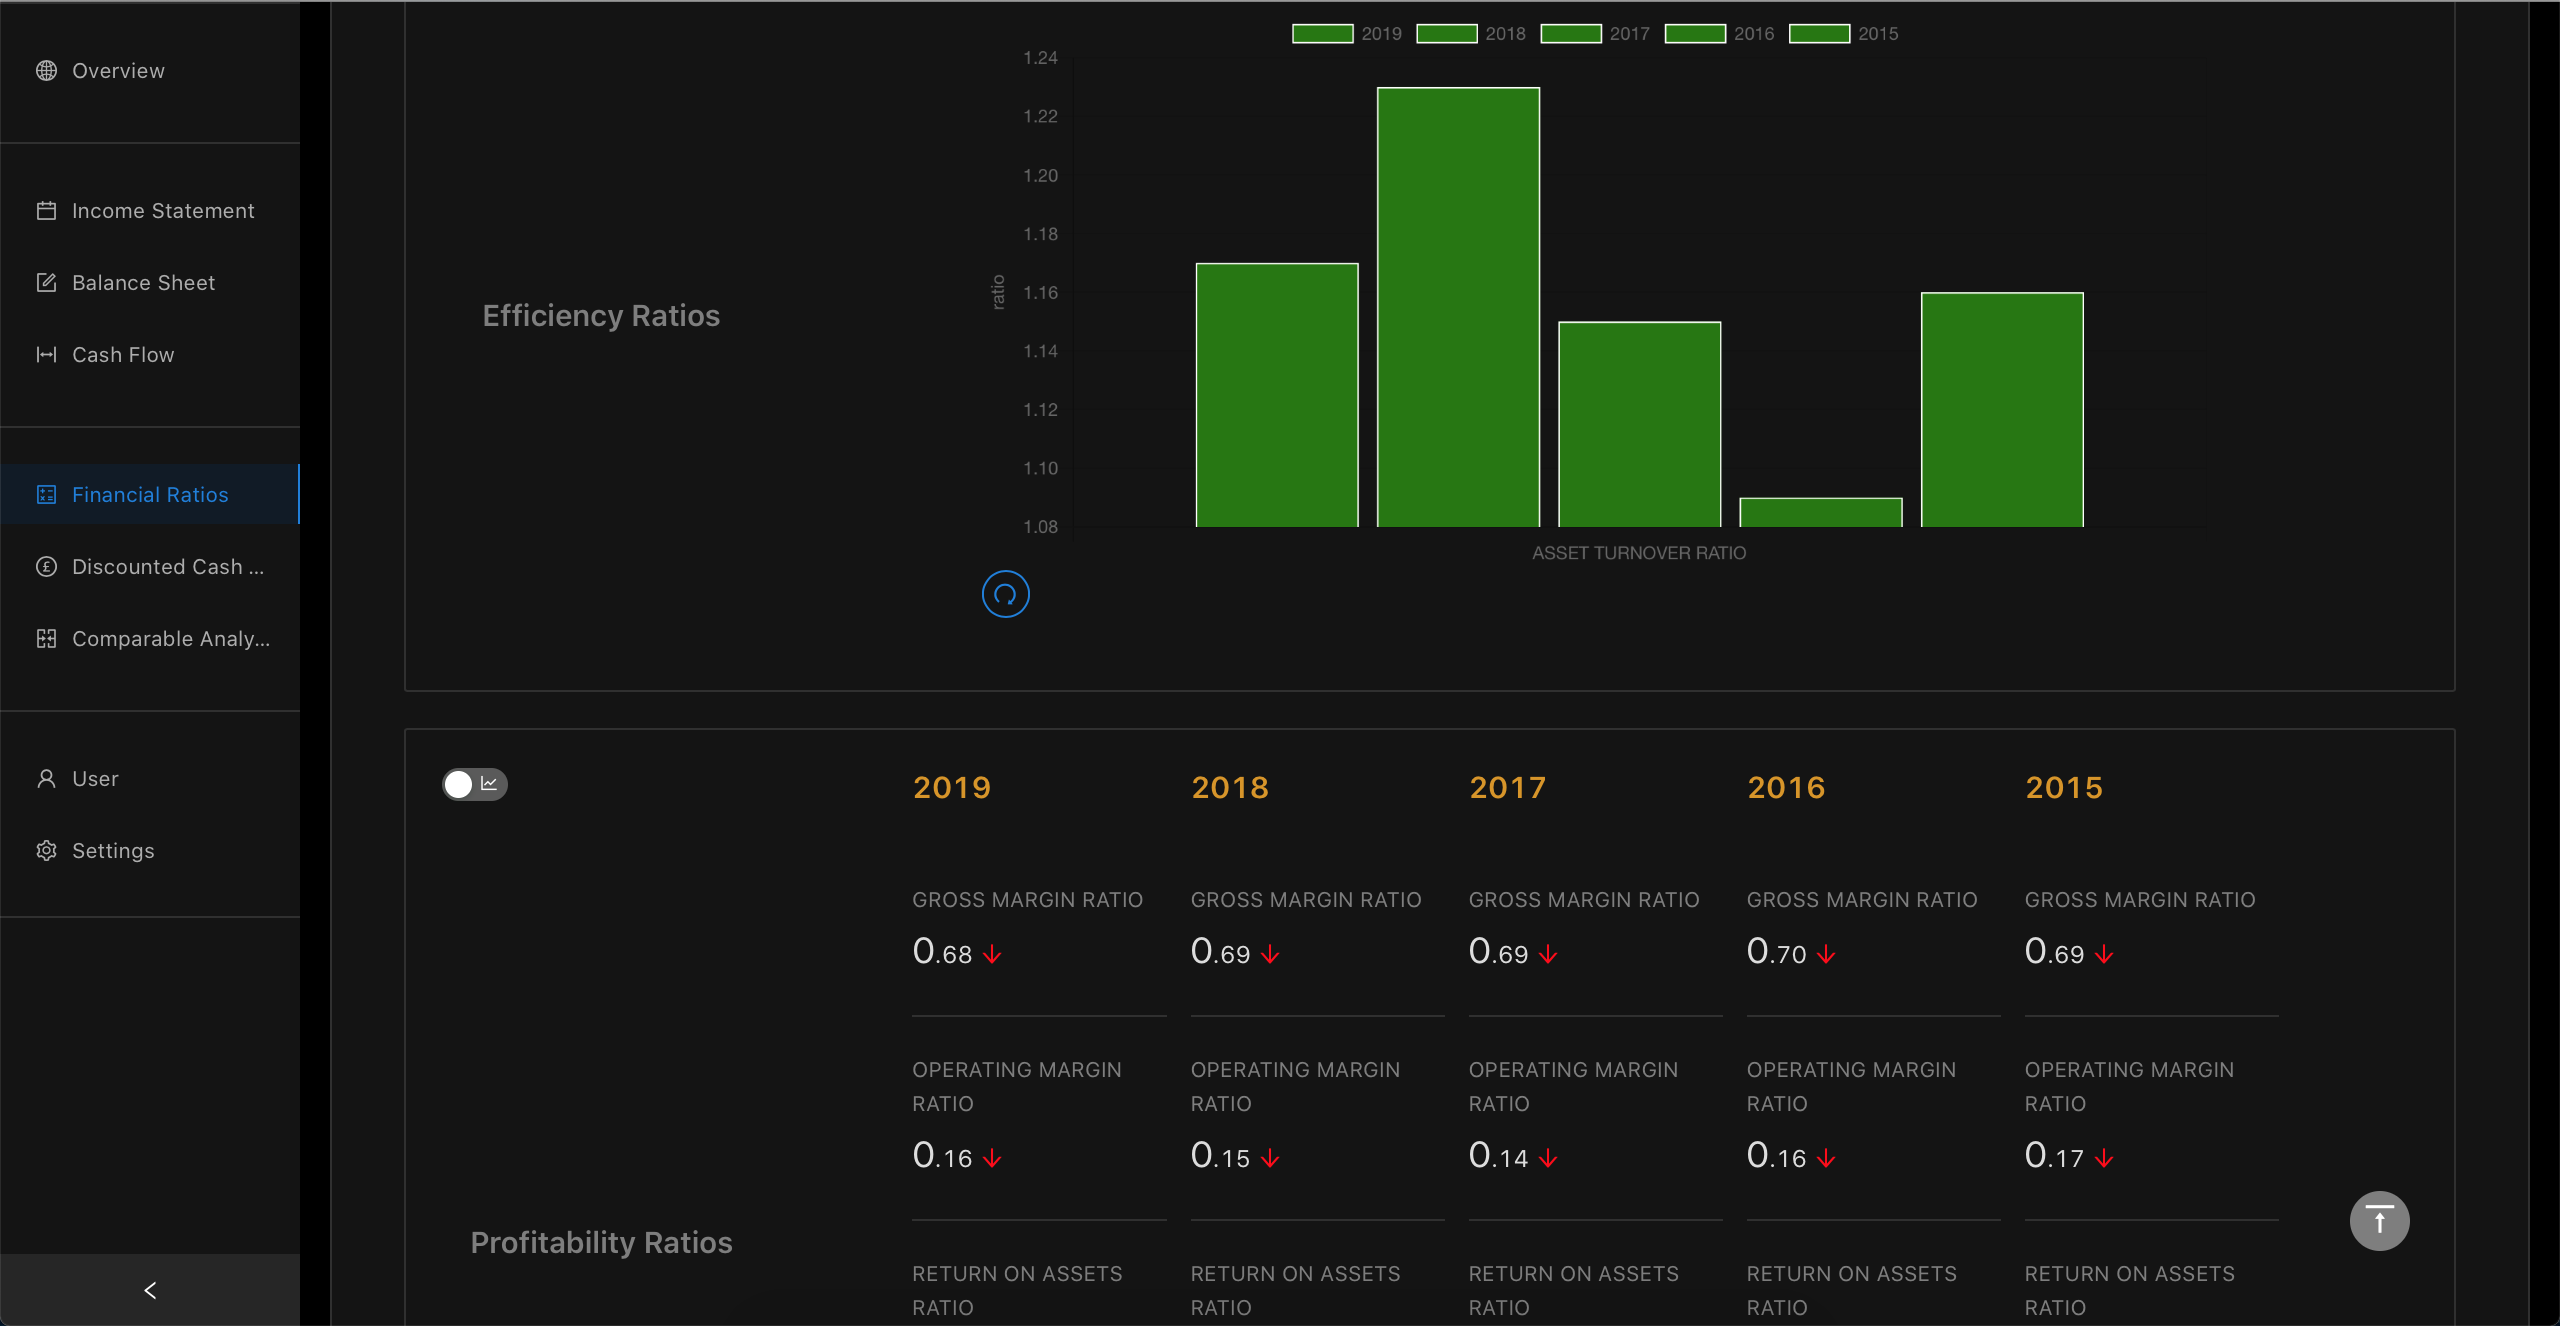 Overview
Income Statement
Balance Sheet
Cash Flow
Financial Ratios
Discounted Cash ...
Comparable Analy...
User
Settings
2019 2018 2017 2016 2015
1.24
1.22
1.20
1.18
1.16
1.14
1.12
1.10
1.08
ratio
ASSET TURNOVER RATIO
Efficiency Ratios
2019 2018 2017 2016 2015
GROSS MARGIN RATIO GROSS MARGIN RATIO GROSS MARGIN RATIO GROSS MARGIN RATIO GROSS MARGIN RATIO
0.68 0.69 0.69 0.70 0.69
OPERATING MARGIN OPERATING MARGIN OPERATING MARGIN OPERATING MARGIN OPERATING MARGIN
RATIO RATIO RATIO RATIO RATIO
0.16 0.15 0.14 0.16 0.17
Profitability Ratios
RETURN ON ASSETS RETURN ON ASSETS RETURN ON ASSETS RETURN ON ASSETS RETURN ON ASSETS
RATIO RATIO RATIO RATIO RATIO